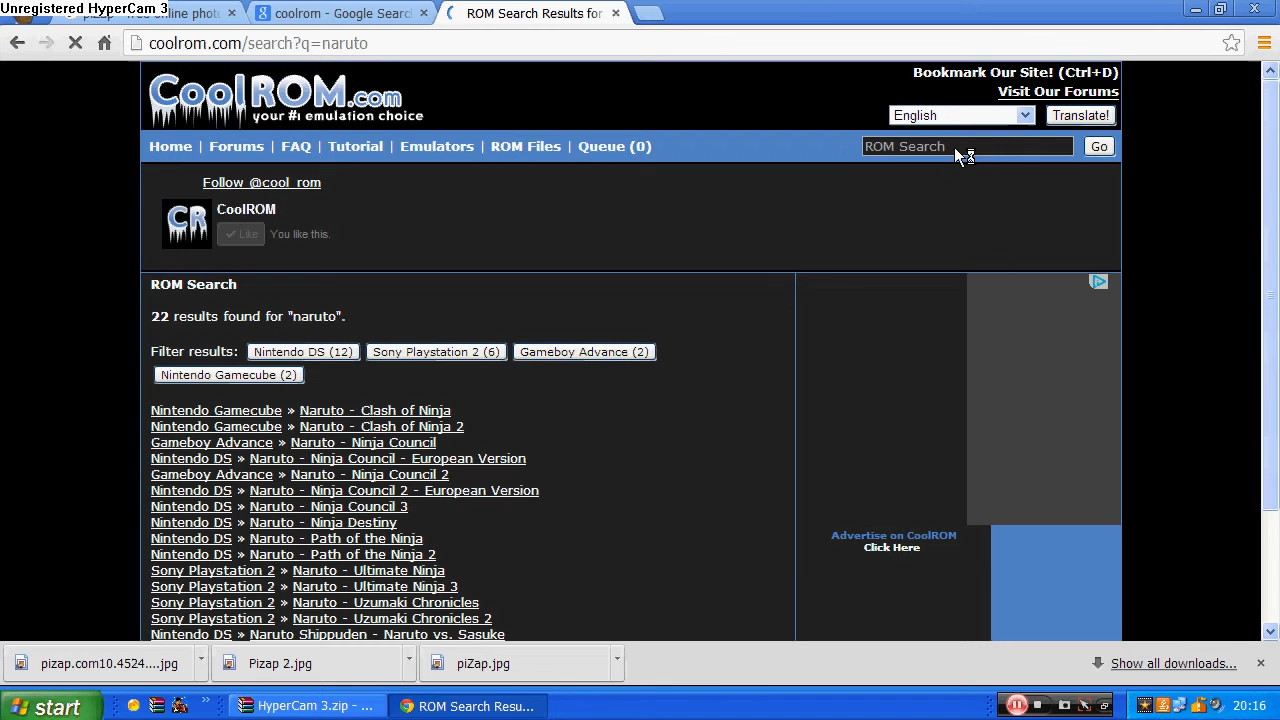 Unregistered HyperCam 3
pizap - free online phot
coolrom - Google Searc
ROM Search Results for
coolrom.com/search?q=naruto
CoolROM.com
your #1 emulation choice
Bookmark Our Site! (Ctrl+D)
Visit Our Forums
English
Translate!
Home | Forums | FAQ | Tutorial | Emulators | ROM Files | Queue (0)
ROM Search
Go
Follow @cool_rom
CR
CoolROM
Like
You like this.
ROM Search
22 results found for "naruto".
Filter results:
Nintendo DS (12)
Sony Playstation 2 (6)
Gameboy Advance (2)
Nintendo Gamecube (2)
Nintendo Gamecube » Naruto - Clash of Ninja
Nintendo Gamecube » Naruto - Clash of Ninja 2
Gameboy Advance » Naruto - Ninja Council
Nintendo DS » Naruto - Ninja Council - European Version
Gameboy Advance » Naruto - Ninja Council 2
Nintendo DS » Naruto - Ninja Council 2 - European Version
Nintendo DS » Naruto - Ninja Council 3
Nintendo DS » Naruto - Ninja Destiny
Nintendo DS » Naruto - Path of the Ninja
Nintendo DS » Naruto - Path of the Ninja 2
Sony Playstation 2 » Naruto - Ultimate Ninja
Sony Playstation 2 » Naruto - Ultimate Ninja 3
Sony Playstation 2 » Naruto - Uzumaki Chronicles
Sony Playstation 2 » Naruto - Uzumaki Chronicles 2
Nintendo DS » Naruto Shippuden - Naruto vs. Sasuke
Advertise on CoolROM
Click Here
pizap.com10.4524....jpg
Pizap 2.jpg
piZap.jpg
Show all downloads...
start
HyperCam 3.zip - ...
ROM Search Resu...
20:16